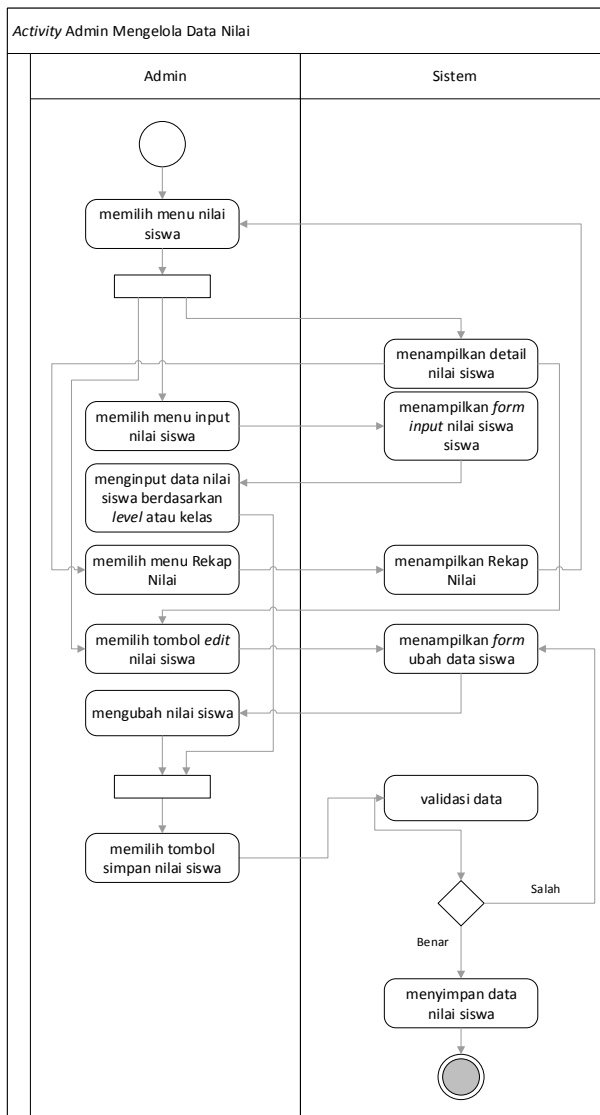 Activity Admin Mengelola Data Nilai
Admin
Sistem
memilih menu nilai
siswa
menampilkan detail
nilai siswa
memilih menu input
nilai siswa
menampilkan form
input nilai siswa
siswa
menginput data nilai
siswa berdasarkan
level atau kelas
memilih menu Rekap
Nilai
menampilkan Rekap
Nilai
memilih tombol edit
nilai siswa
menampilkan form
ubah data siswa
mengubah nilai siswa
validasi data
memilih tombol
simpan nilai siswa
Salah
Benar
menyimpan data
nilai siswa